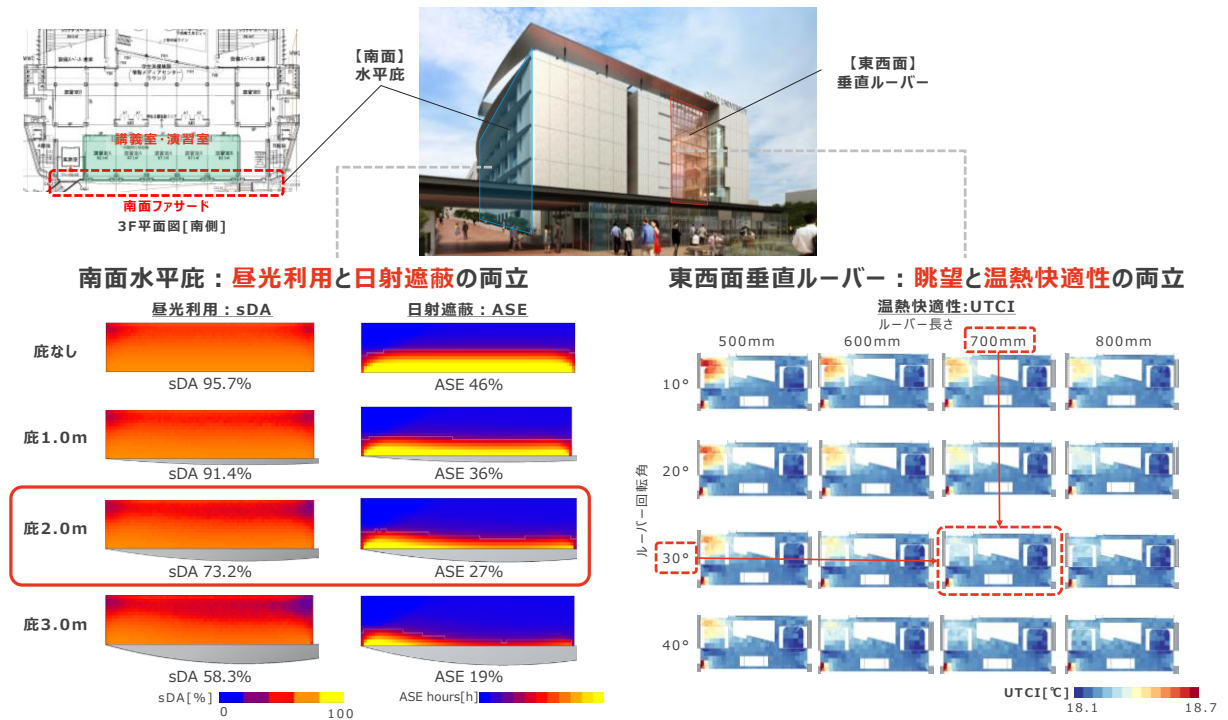 【南面】
水平庇
【東西面】
垂直ルーバー
講義室・演習室
南面ファサード
3F平面図[南側]
南面水平庇：昼光利用と日射遮蔽の両立
昼光利用：sDA
日射遮蔽：ASE
庇なし
sDA 95.7%
ASE 46%
庇1.0m
sDA 91.4%
ASE 36%
庇2.0m
sDA 73.2%
ASE 27%
庇3.0m
sDA 58.3%
ASE 19%
sDA[%]
0
100
ASE hours[h]
東西面垂直ルーバー：眺望と温熱快適性の両立
温熱快適性:UTCI
ルーバー長さ
500mm
600mm
700mm
800mm
ルーバー回転角
10°
20°
30°
40°
UTCI[℃]
18.1
18.7